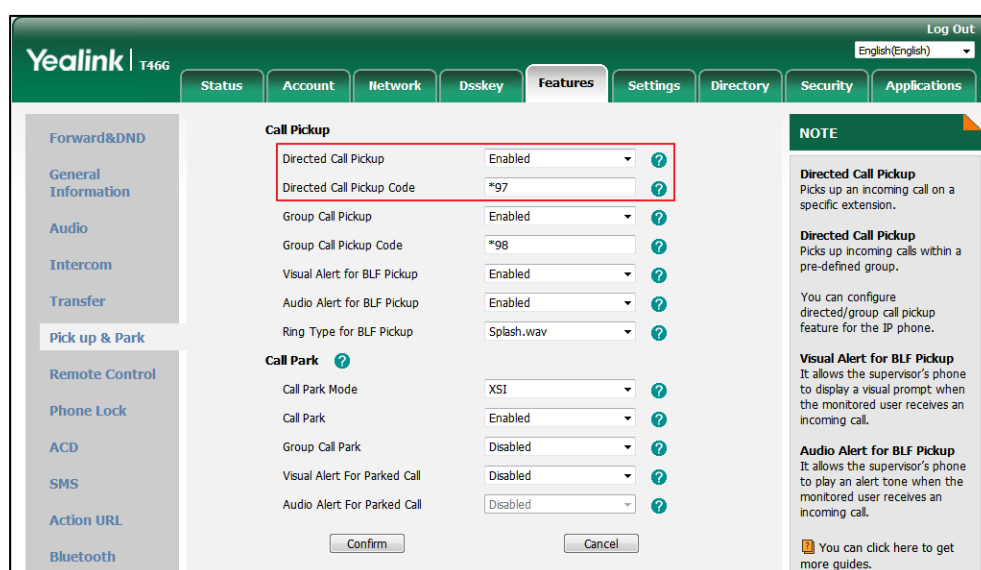 Log Out
English(English)
Yealink T46G
Status Account Network Dsskey Features Settings Directory Security Applications
Forward&DND
General
Information
Audio
Intercom
Transfer
Pick up & Park
Remote Control
Phone Lock
ACD
SMS
Action URL
Bluetooth
Call Pickup
Directed Call Pickup Enabled ?
Directed Call Pickup Code *97 ?
Group Call Pickup Enabled ?
Group Call Pickup Code *98 ?
Visual Alert for BLF Pickup Enabled ?
Audio Alert for BLF Pickup Enabled ?
Ring Type for BLF Pickup Splash.wav ?
Call Park ?
Call Park Mode XSI ?
Call Park Enabled ?
Group Call Park Disabled ?
Visual Alert For Parked Call Disabled ?
Audio Alert For Parked Call Disabled ?
Confirm Cancel
NOTE
Directed Call Pickup
Picks up an incoming call on a
specific extension.
Directed Call Pickup
Picks up incoming calls within a
pre-defined group.
You can configure
directed/group call pickup
feature for the IP phone.
Visual Alert for BLF Pickup
It allows the supervisor's phone
to display a visual prompt when
the monitored user receives an
incoming call.
Audio Alert for BLF Pickup
It allows the supervisor's phone
to play an alert tone when the
monitored user receives an
incoming call.
? You can click here to get
more guides.